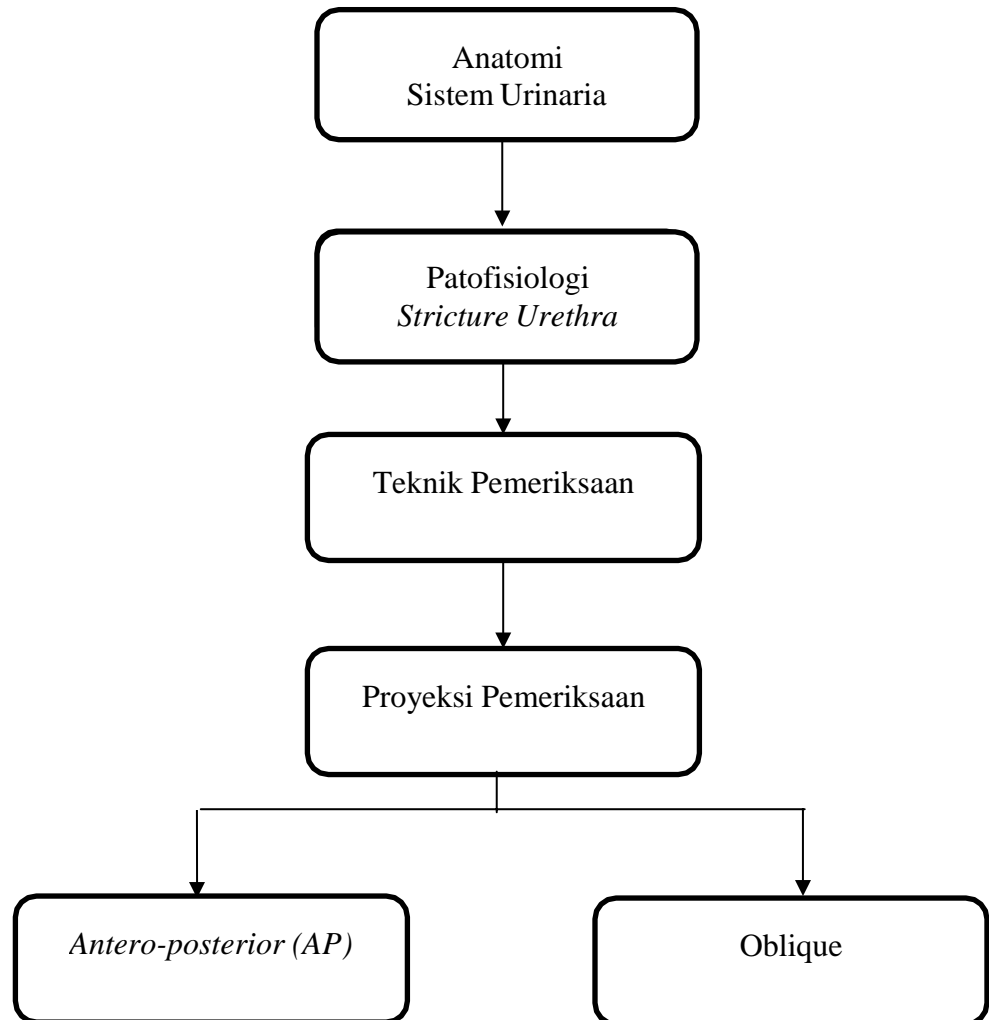 Anatomi
Sistem Urinaria
Patofisiologi
Stricture Urethra
Teknik Pemeriksaan
Proyeksi Pemeriksaan
Antero-posterior (AP)
Oblique